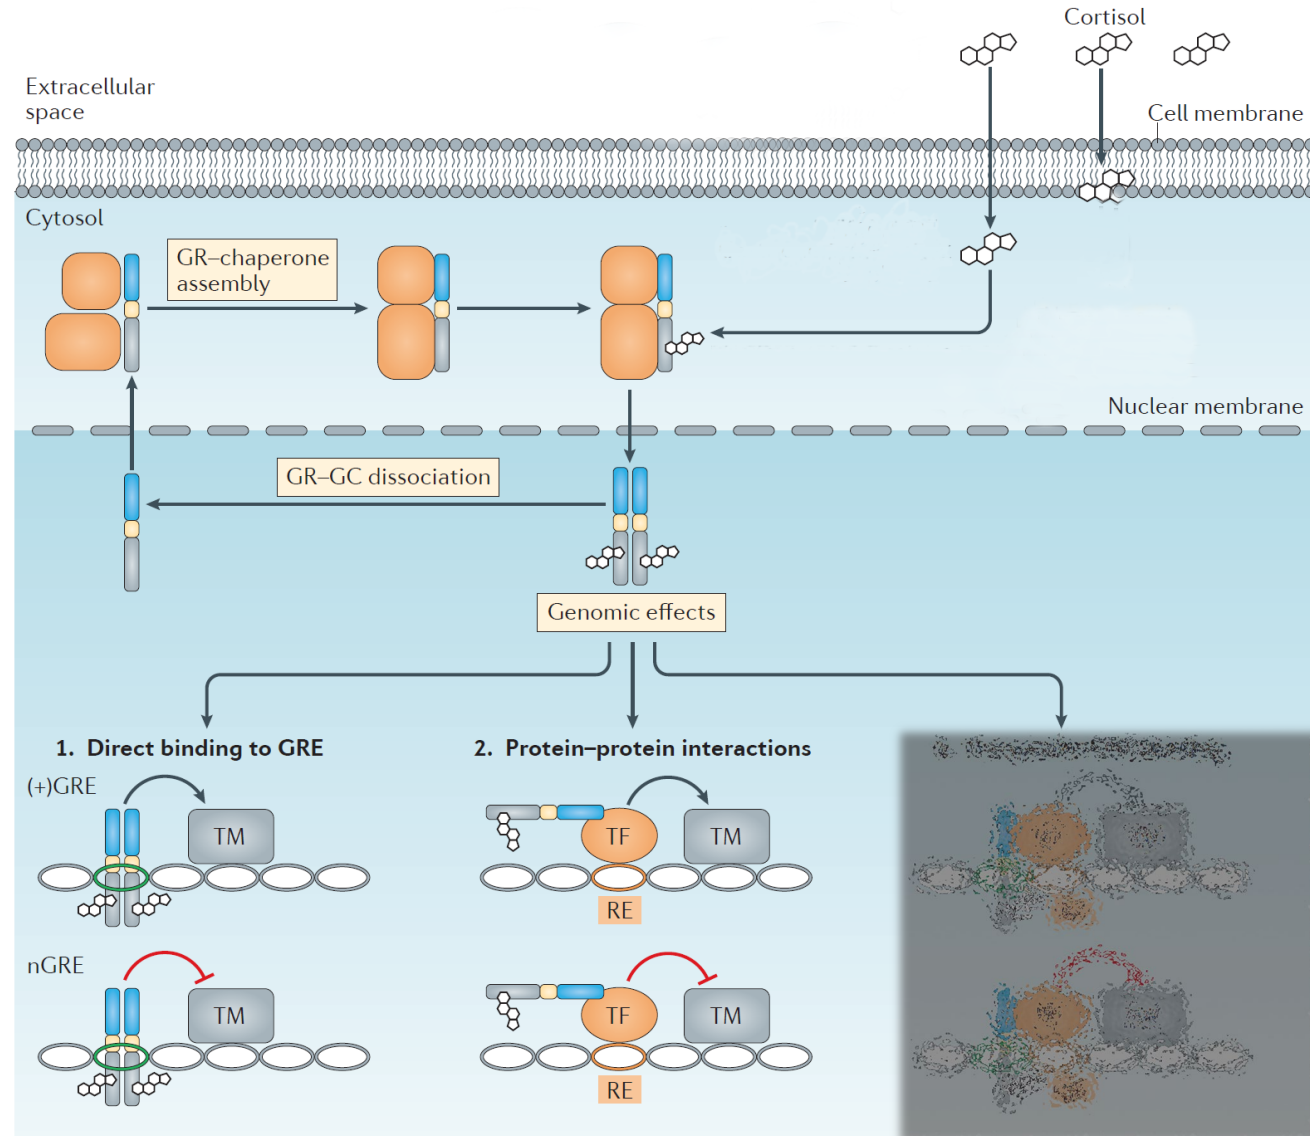 Cortisol
Extracellular
space
Cell membrane
Cytosol
GR–chaperone
assembly
Nuclear membrane
GR–GC dissociation
Genomic effects
1. Direct binding to GRE
2. Protein–protein interactions
(+)GRE
TM
TF
TM
RE
nGRE
TM
TF
TM
RE